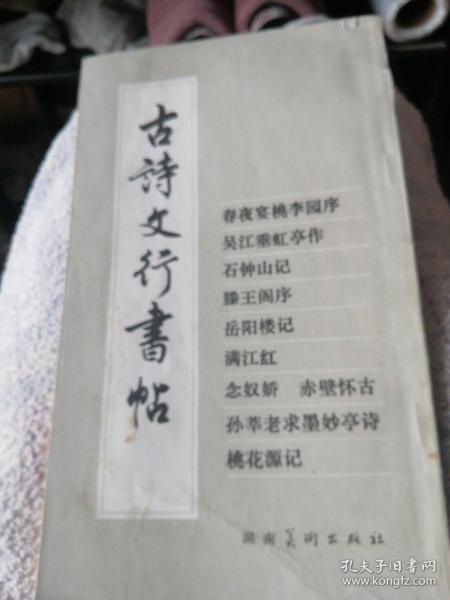 古詩文行書帖
春夜宴桃李园序
吴江垂虹亭作
石钟山记
滕王阁序
岳阳楼记
满江红
念奴娇 赤壁怀古
孙莘老求墨妙亭诗
桃花源记
湖南美術出版社
孔夫子旧书网
www.kongfz.com